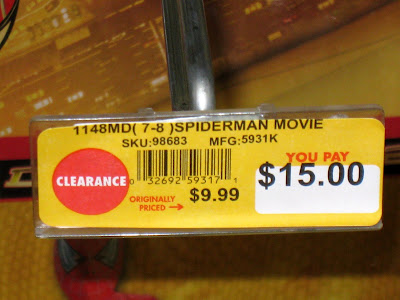 1148MD( 7-8 )SPIDERMAN MOVIE
SKU:98683 MFG:5931K
CLEARANCE
0 32692 59317 1
ORIGINALLY PRICED → $9.99
YOU PAY
$15.00